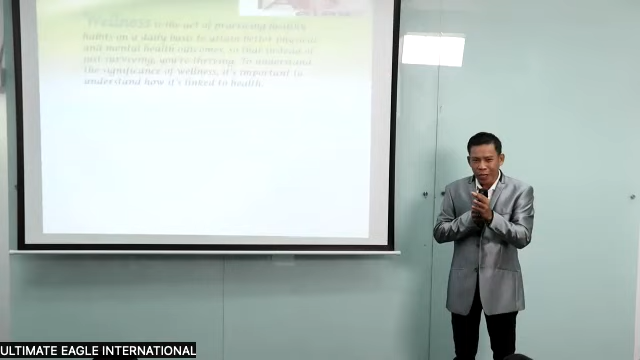 Wellness is the act of practicing healthy
habits on a daily basis to attain better physical
and mental health outcomes, so that instead of
just surviving, you're thriving. To understand
the significance of wellness, it's important to
understand how it's linked to health.
ULTIMATE EAGLE INTERNATIONAL